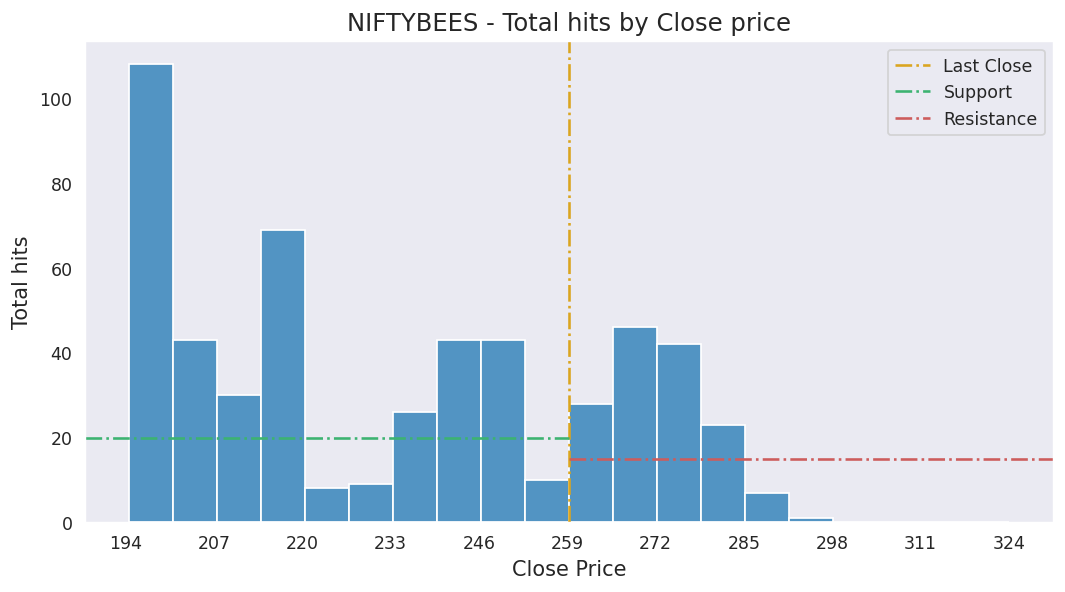 NIFTYBEES - Total hits by Close price
Last Close
Support
Resistance
Total hits
100
80
60
40
20
0
194 207 220 233 246 259 272 285 298 311 324
Close Price